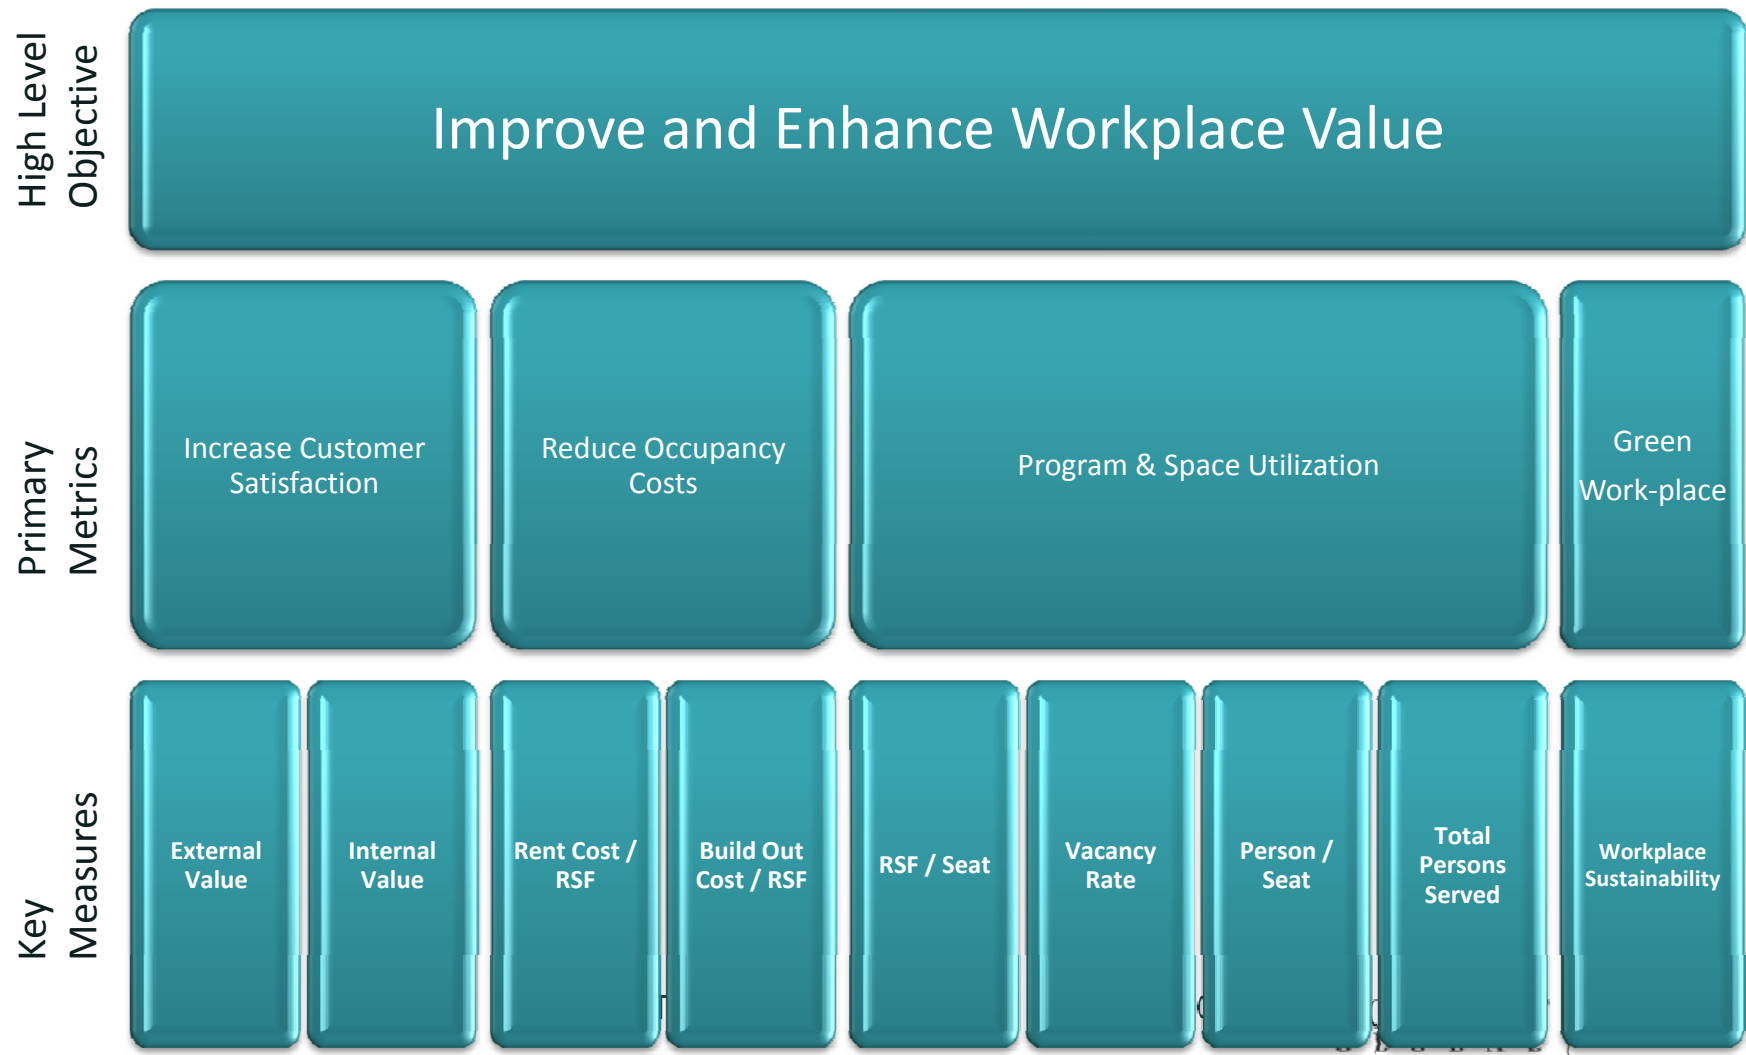 High Level
Objective
Improve and Enhance Workplace Value
Primary
Metrics
Increase Customer
Satisfaction
Reduce Occupancy
Costs
Program & Space Utilization
Green
Work-place
Key
Measures
External
Value
Internal
Value
Rent Cost /
RSF
Build Out
Cost / RSF
RSF / Seat
Vacancy
Rate
Person /
Seat
Total
Persons
Served
Workplace
Sustainability